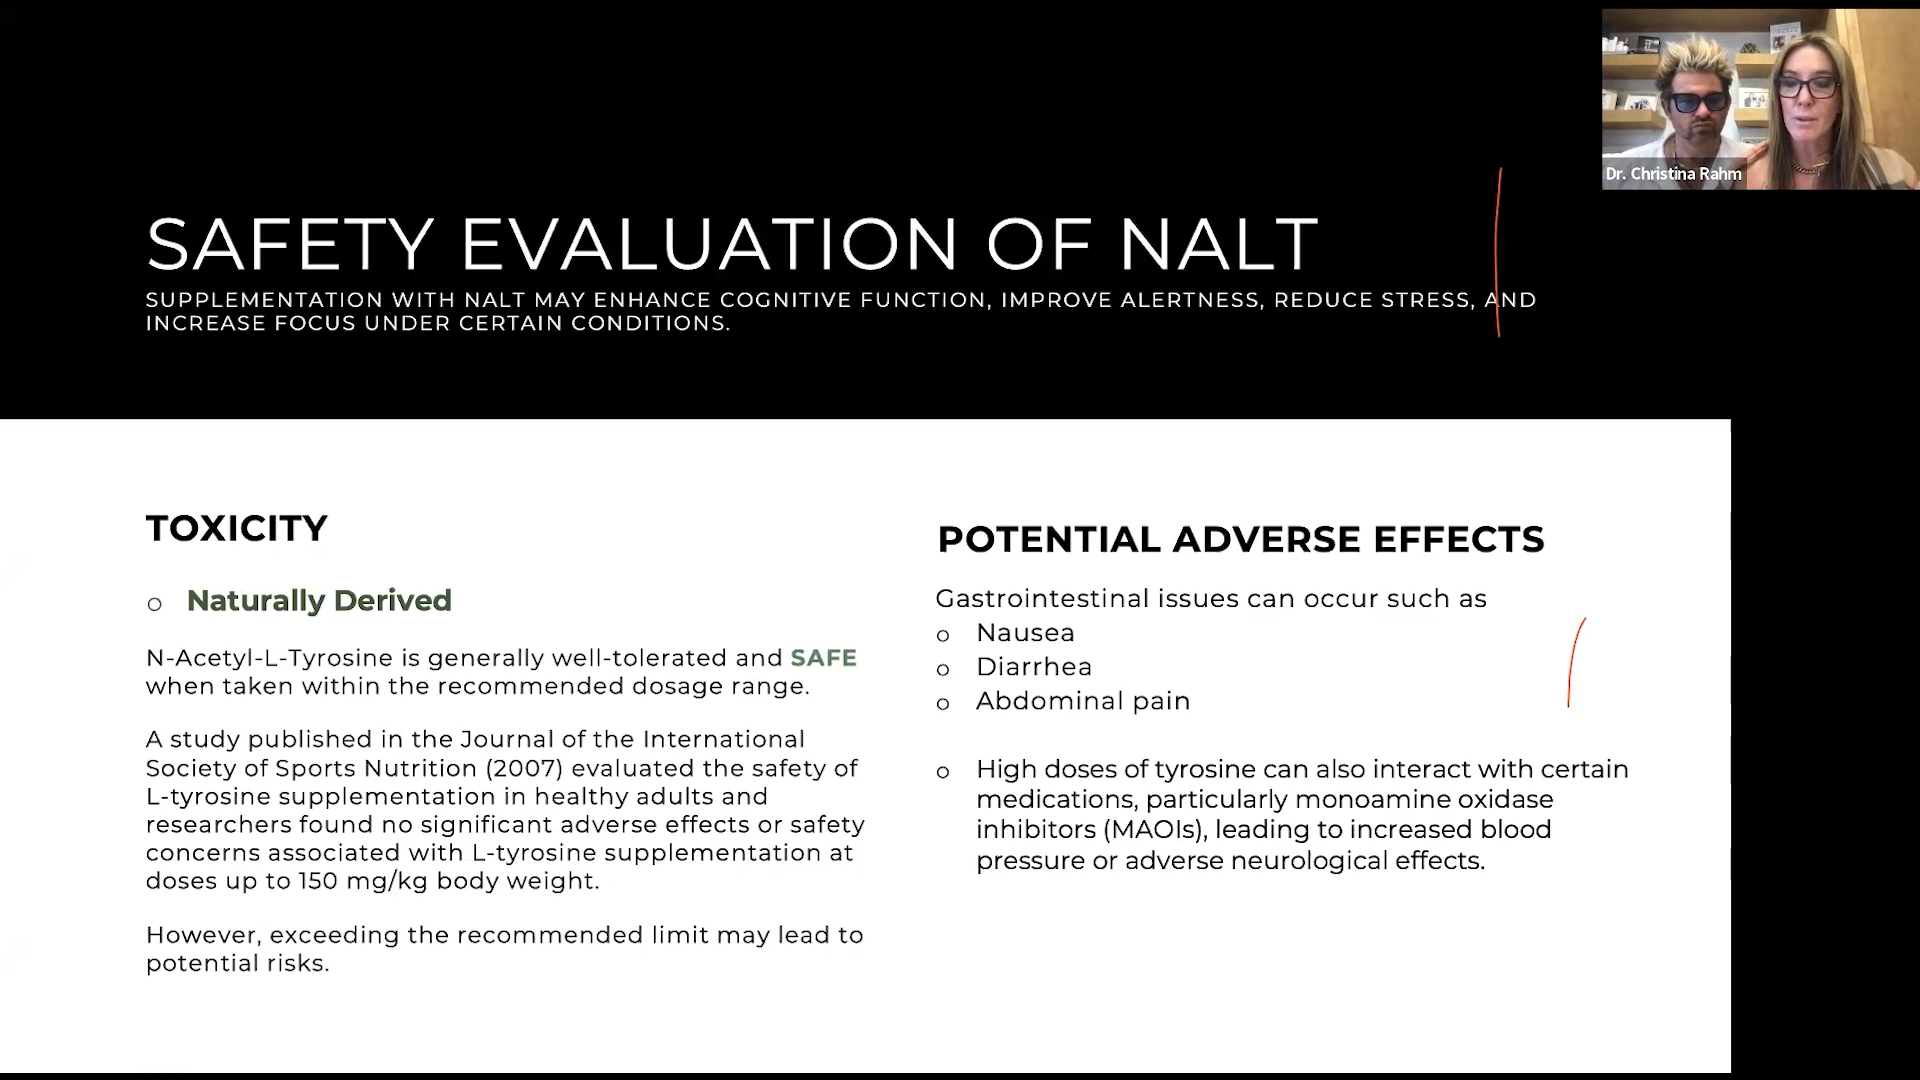 Dr. Christina Rahm
SAFETY EVALUATION OF NALT
SUPPLEMENTATION WITH NALT MAY ENHANCE COGNITIVE FUNCTION, IMPROVE ALERTNESS, REDUCE STRESS, AND
INCREASE FOCUS UNDER CERTAIN CONDITIONS.
TOXICITY
o Naturally Derived
N-Acetyl-L-Tyrosine is generally well-tolerated and SAFE
when taken within the recommended dosage range.
A study published in the Journal of the International
Society of Sports Nutrition (2007) evaluated the safety of
L-tyrosine supplementation in healthy adults and
researchers found no significant adverse effects or safety
concerns associated with L-tyrosine supplementation at
doses up to 150 mg/kg body weight.
However, exceeding the recommended limit may lead to
potential risks.
POTENTIAL ADVERSE EFFECTS
Gastrointestinal issues can occur such as
o Nausea
o Diarrhea
o Abdominal pain
o High doses of tyrosine can also interact with certain
medications, particularly monoamine oxidase
inhibitors (MAOIs), leading to increased blood
pressure or adverse neurological effects.